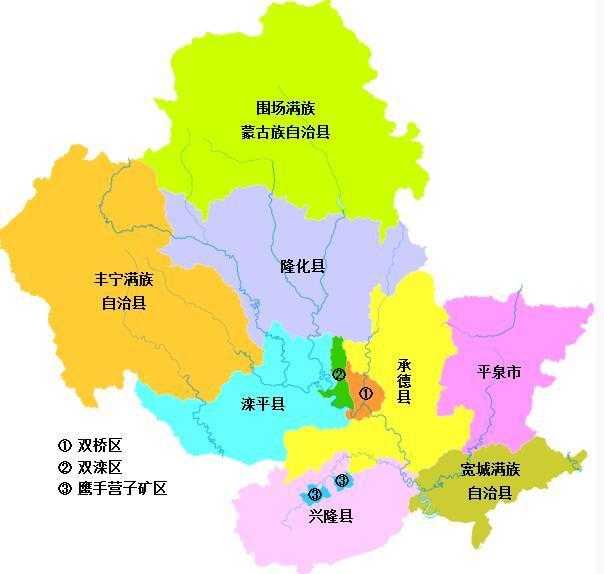 围场满族
蒙古族自治县
隆化县
丰宁满族
自治县
承
德
县
平泉市
②
①
滦平县
① 双桥区
② 双滦区
③ 鹰手营子矿区
宽城满族
自治县
③
③
兴隆县